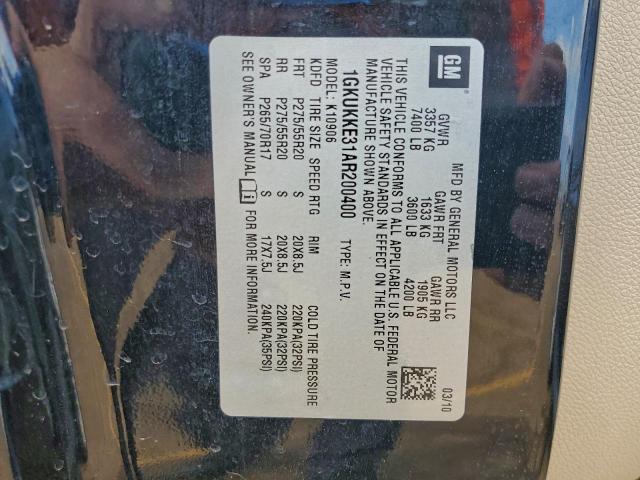 GM
MFD BY GENERAL MOTORS LLC
03/10
GVWR GAWR FRT GAWR RR
3357 KG 1633 KG 1905 KG
7400 LB 3600 LB 4200 LB
THIS VEHICLE CONFORMS TO ALL APPLICABLE U.S. FEDERAL MOTOR
VEHICLE SAFETY STANDARDS IN EFFECT ON THE DATE OF
MANUFACTURE SHOWN ABOVE.
1GKUKKE31AR200400 TYPE: M.P.V.
MODEL: K10906
KDFD TIRE SIZE SPEED RTG RIM COLD TIRE PRESSURE
FRT P275/55R20 S 20X8.5J 220KPA(32PSI)
RR P275/55R20 S 20X8.5J 220KPA(32PSI)
SPA P265/70R17 S 17X7.5J 240KPA(35PSI)
SEE OWNER'S MANUAL FOR MORE INFORMATION.